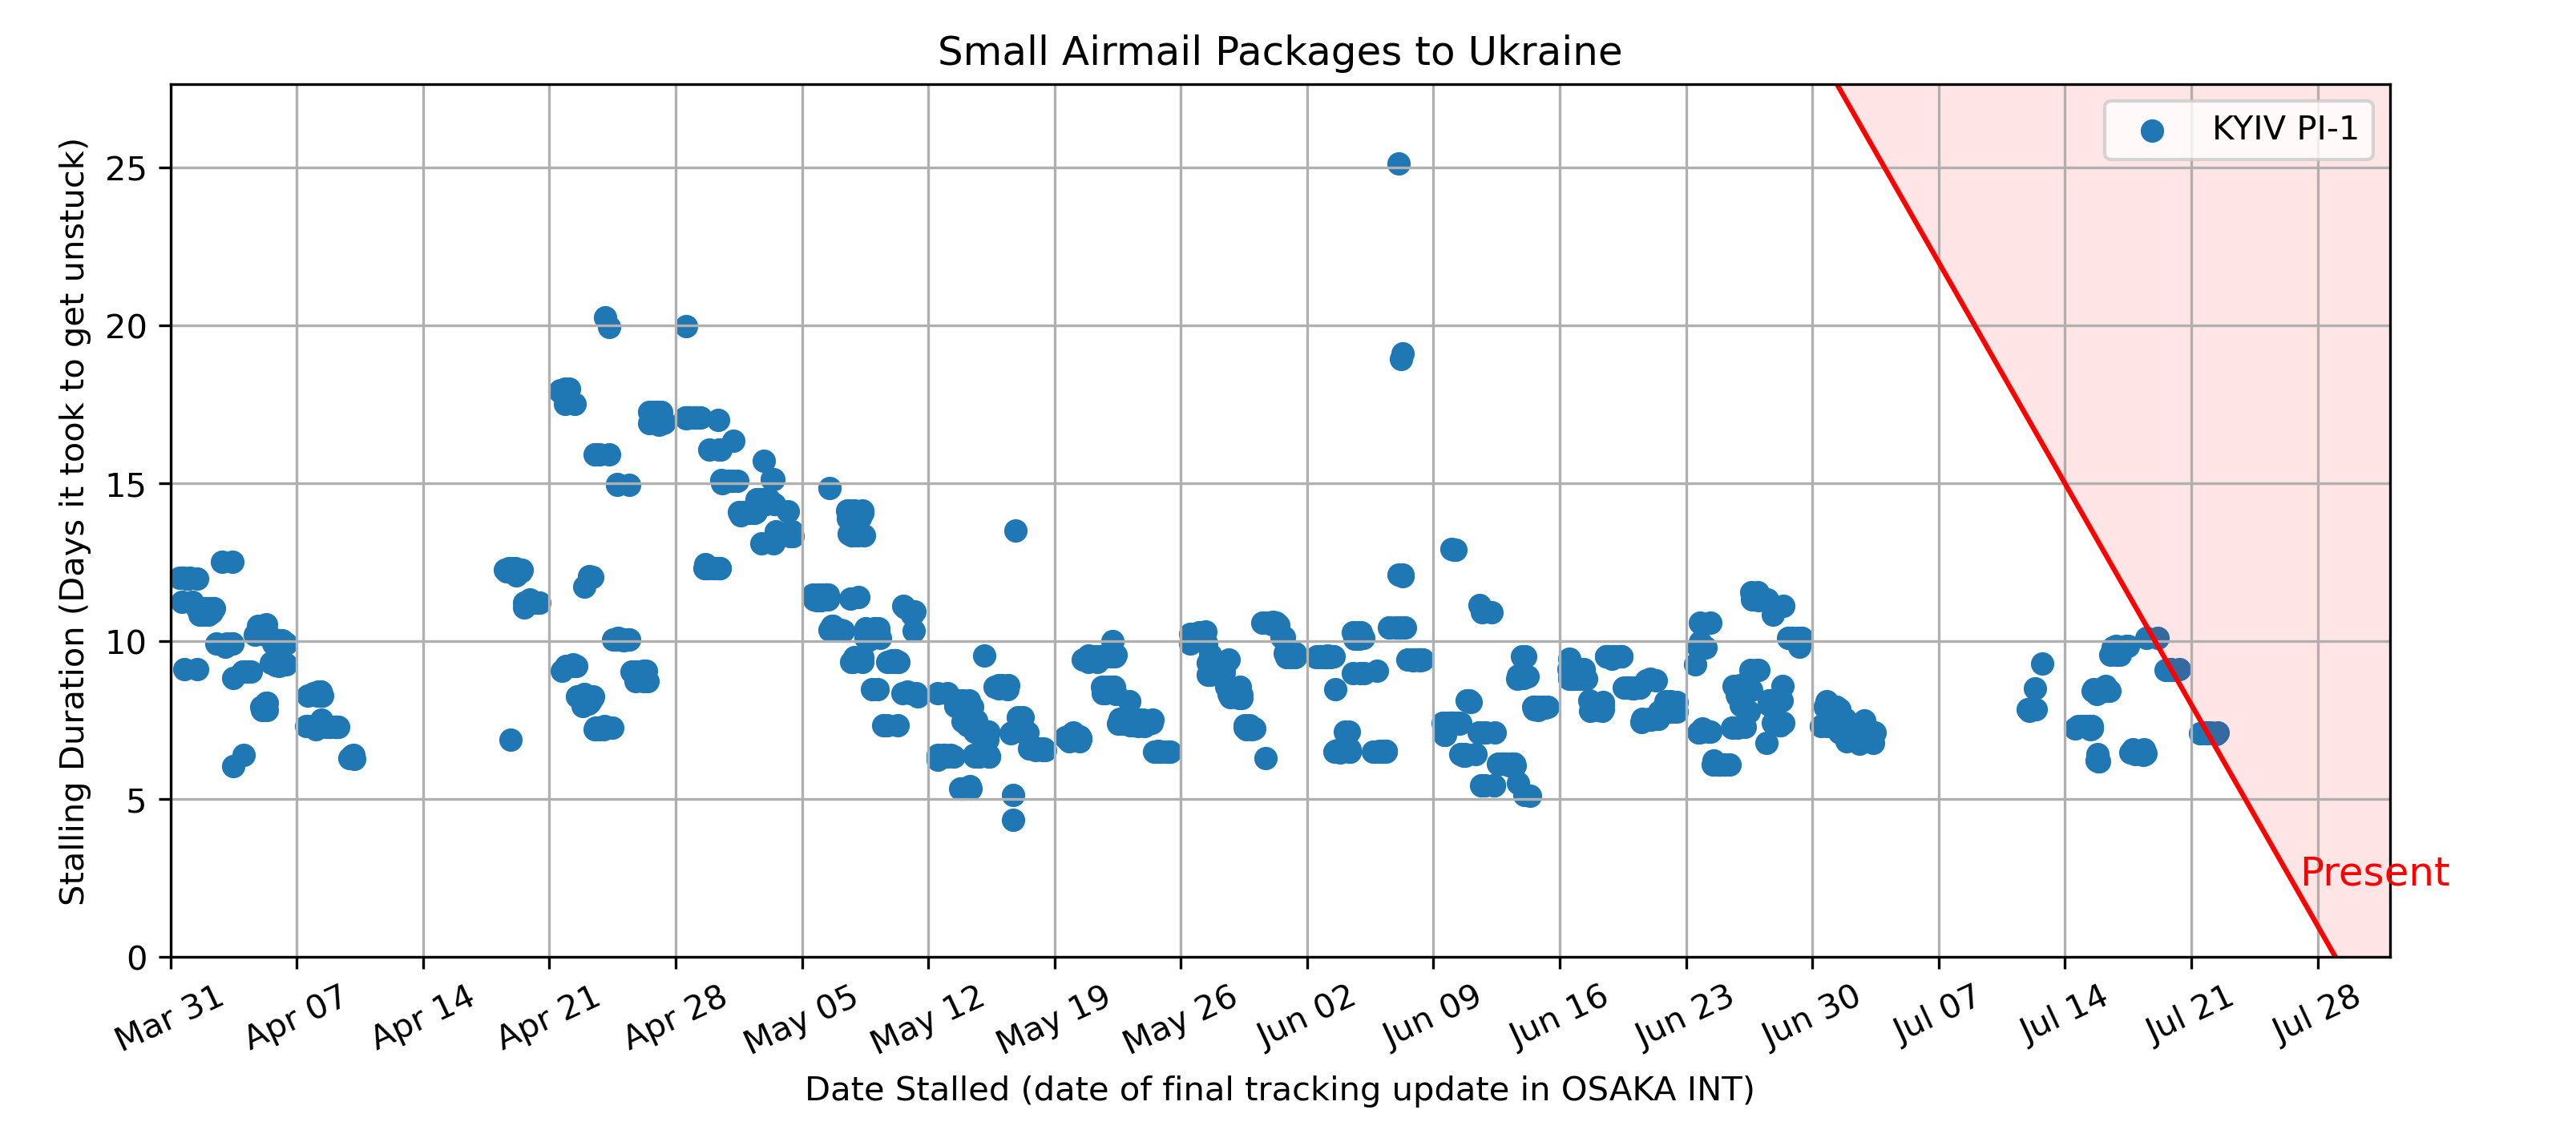 Small Airmail Packages to Ukraine
KYIV PI-1
Stalling Duration (Days it took to get unstuck)
25
20
15
10
5
0
Present
Mar 31
Apr 07
Apr 14
Apr 21
Apr 28
May 05
May 12
May 19
May 26
Jun 02
Jun 09
Jun 16
Jun 23
Jun 30
Jul 07
Jul 14
Jul 21
Jul 28
Date Stalled (date of final tracking update in OSAKA INT)